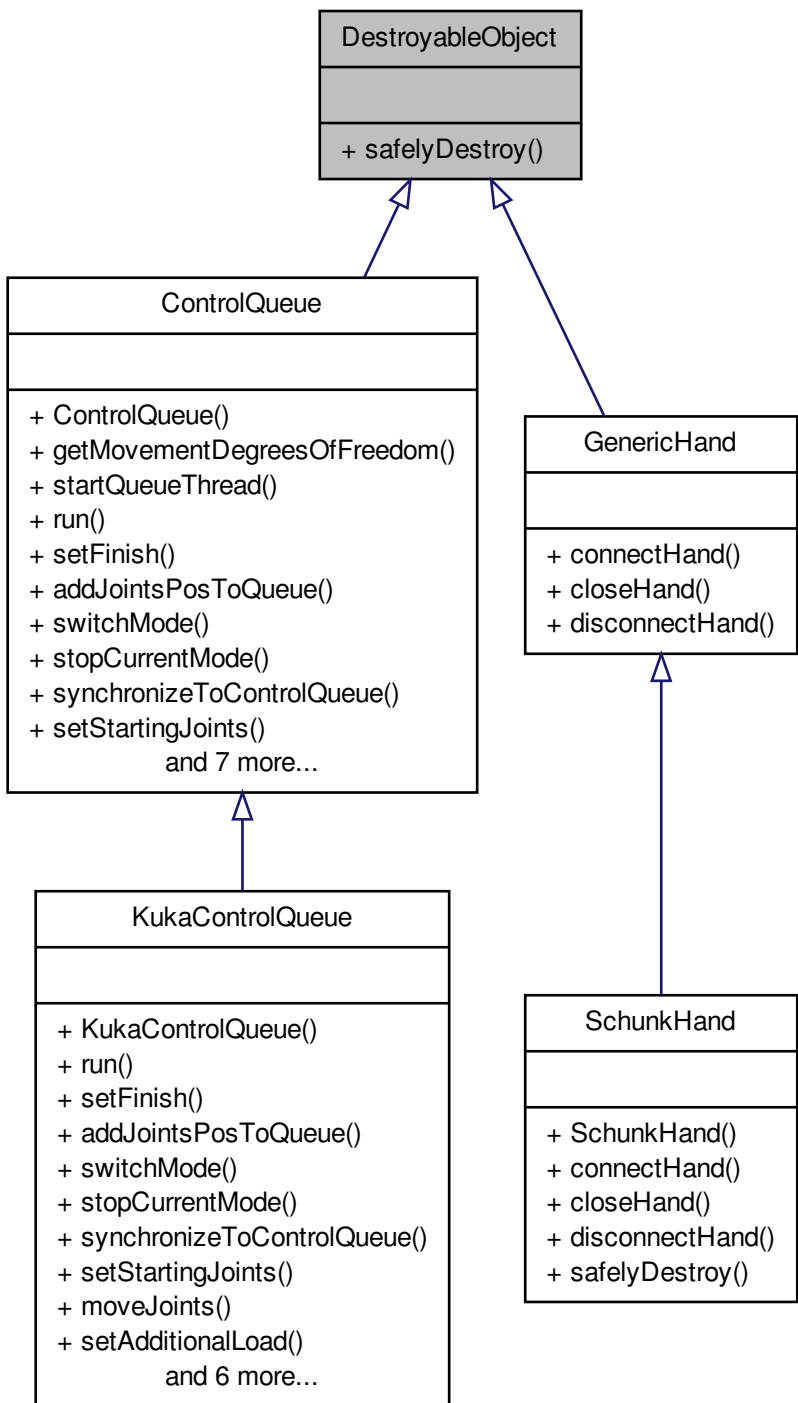 DestroyableObject
+ safelyDestroy()
ControlQueue
+ ControlQueue()
+ getMovementDegreesOfFreedom()
+ startQueueThread()
+ run()
+ setFinish()
+ addJointsPosToQueue()
+ switchMode()
+ stopCurrentMode()
+ synchronizeToControlQueue()
+ setStartingJoints()
and 7 more...
GenericHand
+ connectHand()
+ closeHand()
+ disconnectHand()
KukaControlQueue
+ KukaControlQueue()
+ run()
+ setFinish()
+ addJointsPosToQueue()
+ switchMode()
+ stopCurrentMode()
+ synchronizeToControlQueue()
+ setStartingJoints()
+ moveJoints()
+ setAdditionalLoad()
and 6 more...
SchunkHand
+ SchunkHand()
+ connectHand()
+ closeHand()
+ disconnectHand()
+ safelyDestroy()